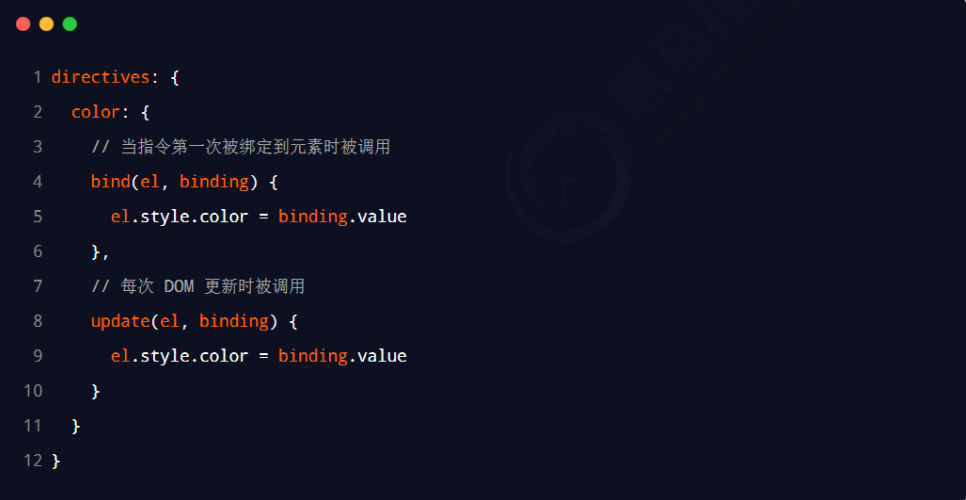 1 directives: {
2 color: {
3 // 当指令第一次被绑定到元素时被调用
4 bind(el, binding) {
5 el.style.color = binding.value
6 },
7 // 每次 DOM 更新时被调用
8 update(el, binding) {
9 el.style.color = binding.value
10 }
11 }
12 }